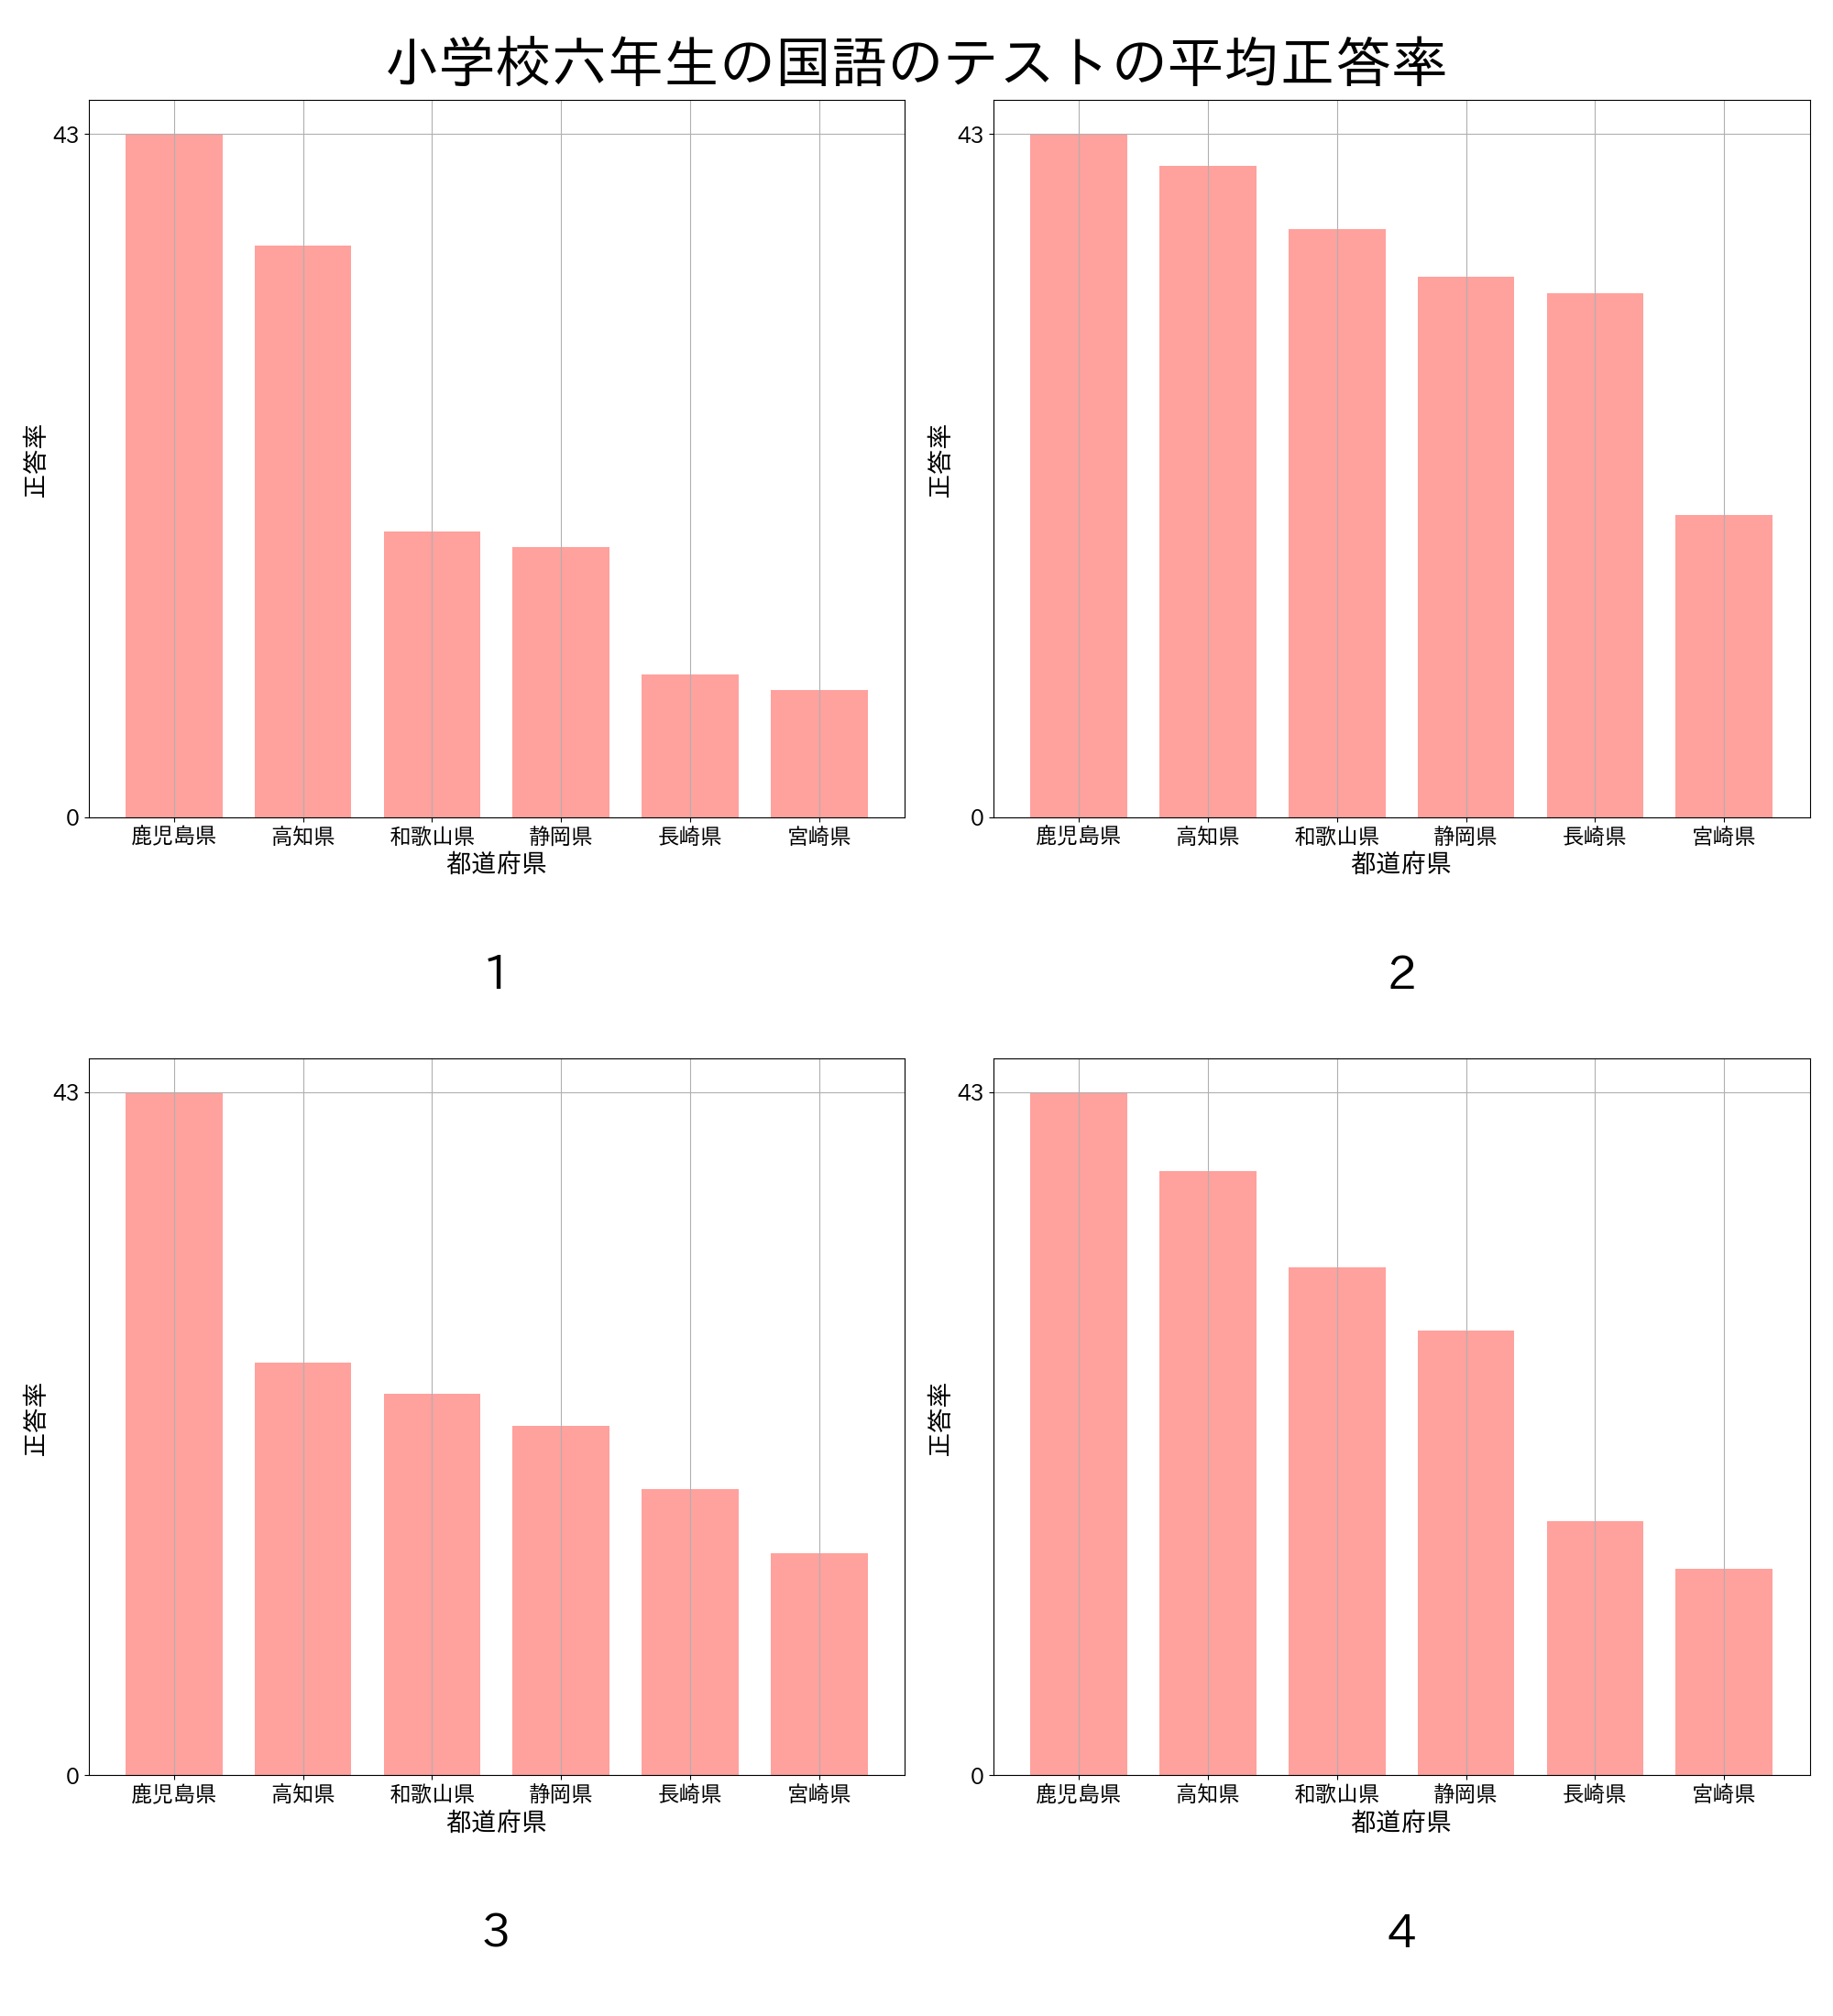 小学校六年生の国語のテストの平均正答率
43
0
正答率
鹿児島県 高知県 和歌山県 静岡県 長崎県 宮崎県
都道府県
1
43
0
正答率
鹿児島県 高知県 和歌山県 静岡県 長崎県 宮崎県
都道府県
2
43
0
正答率
鹿児島県 高知県 和歌山県 静岡県 長崎県 宮崎県
都道府県
3
43
0
正答率
鹿児島県 高知県 和歌山県 静岡県 長崎県 宮崎県
都道府県
4